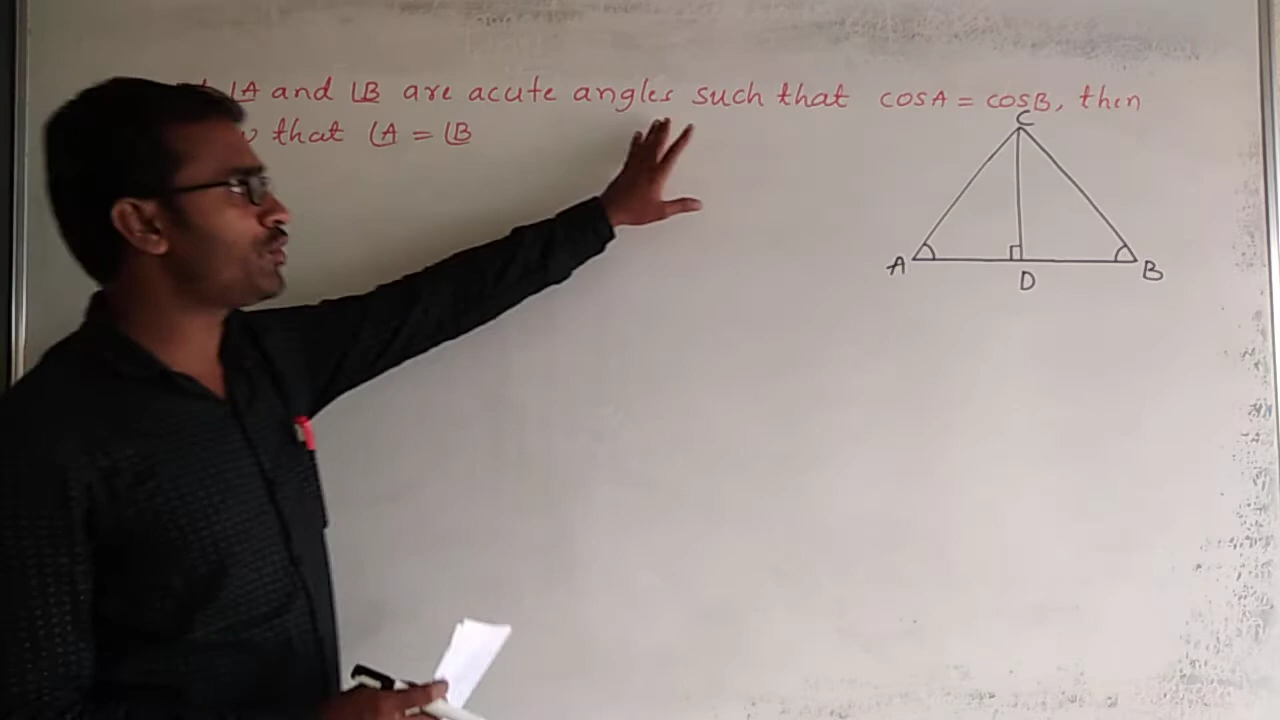 ∠A and ∠B are acute angles such that cosA = cosB, then
that ∠A = ∠B
C
A
B
D